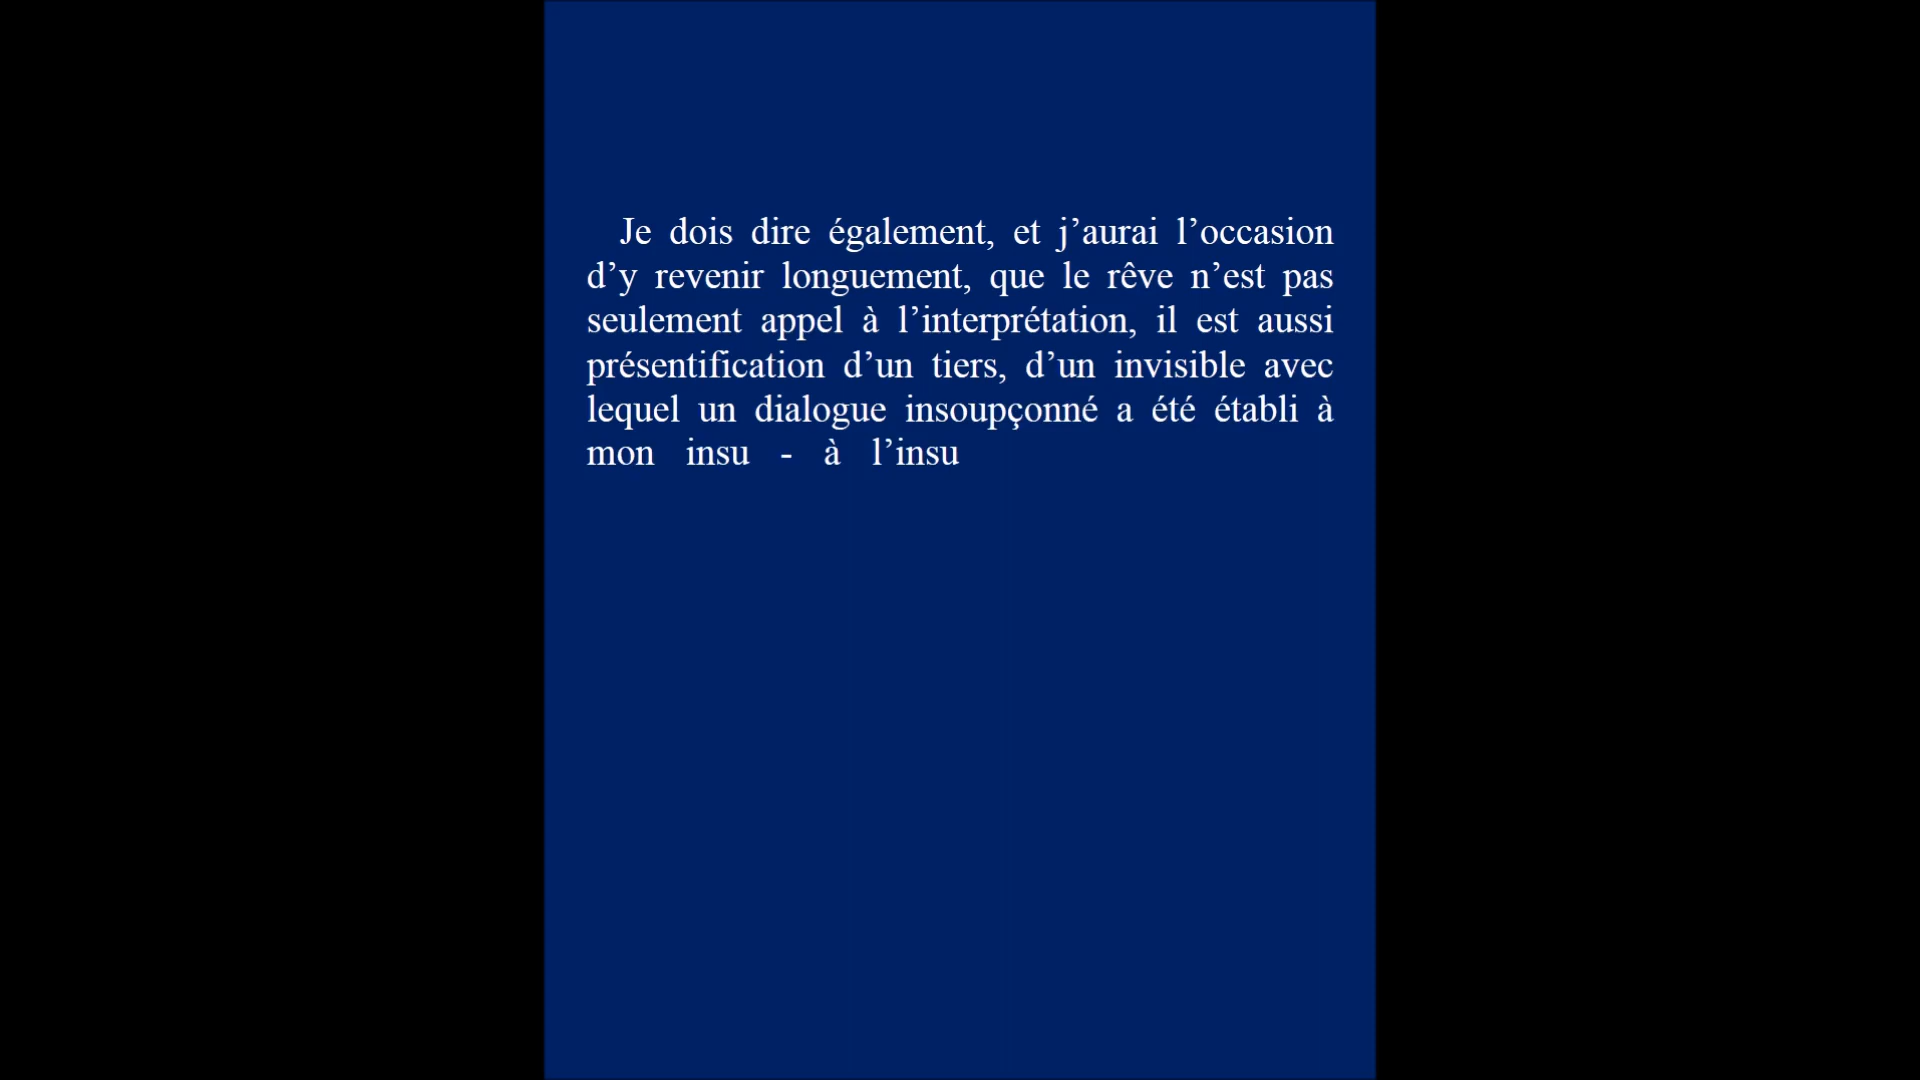 Je dois dire également, et j’aurai l’occasion
d’y revenir longuement, que le rêve n’est pas
seulement appel à l’interprétation, il est aussi
présentification d’un tiers, d’un invisible avec
lequel un dialogue insoupçonné a été établi à
mon insu - à l’insu